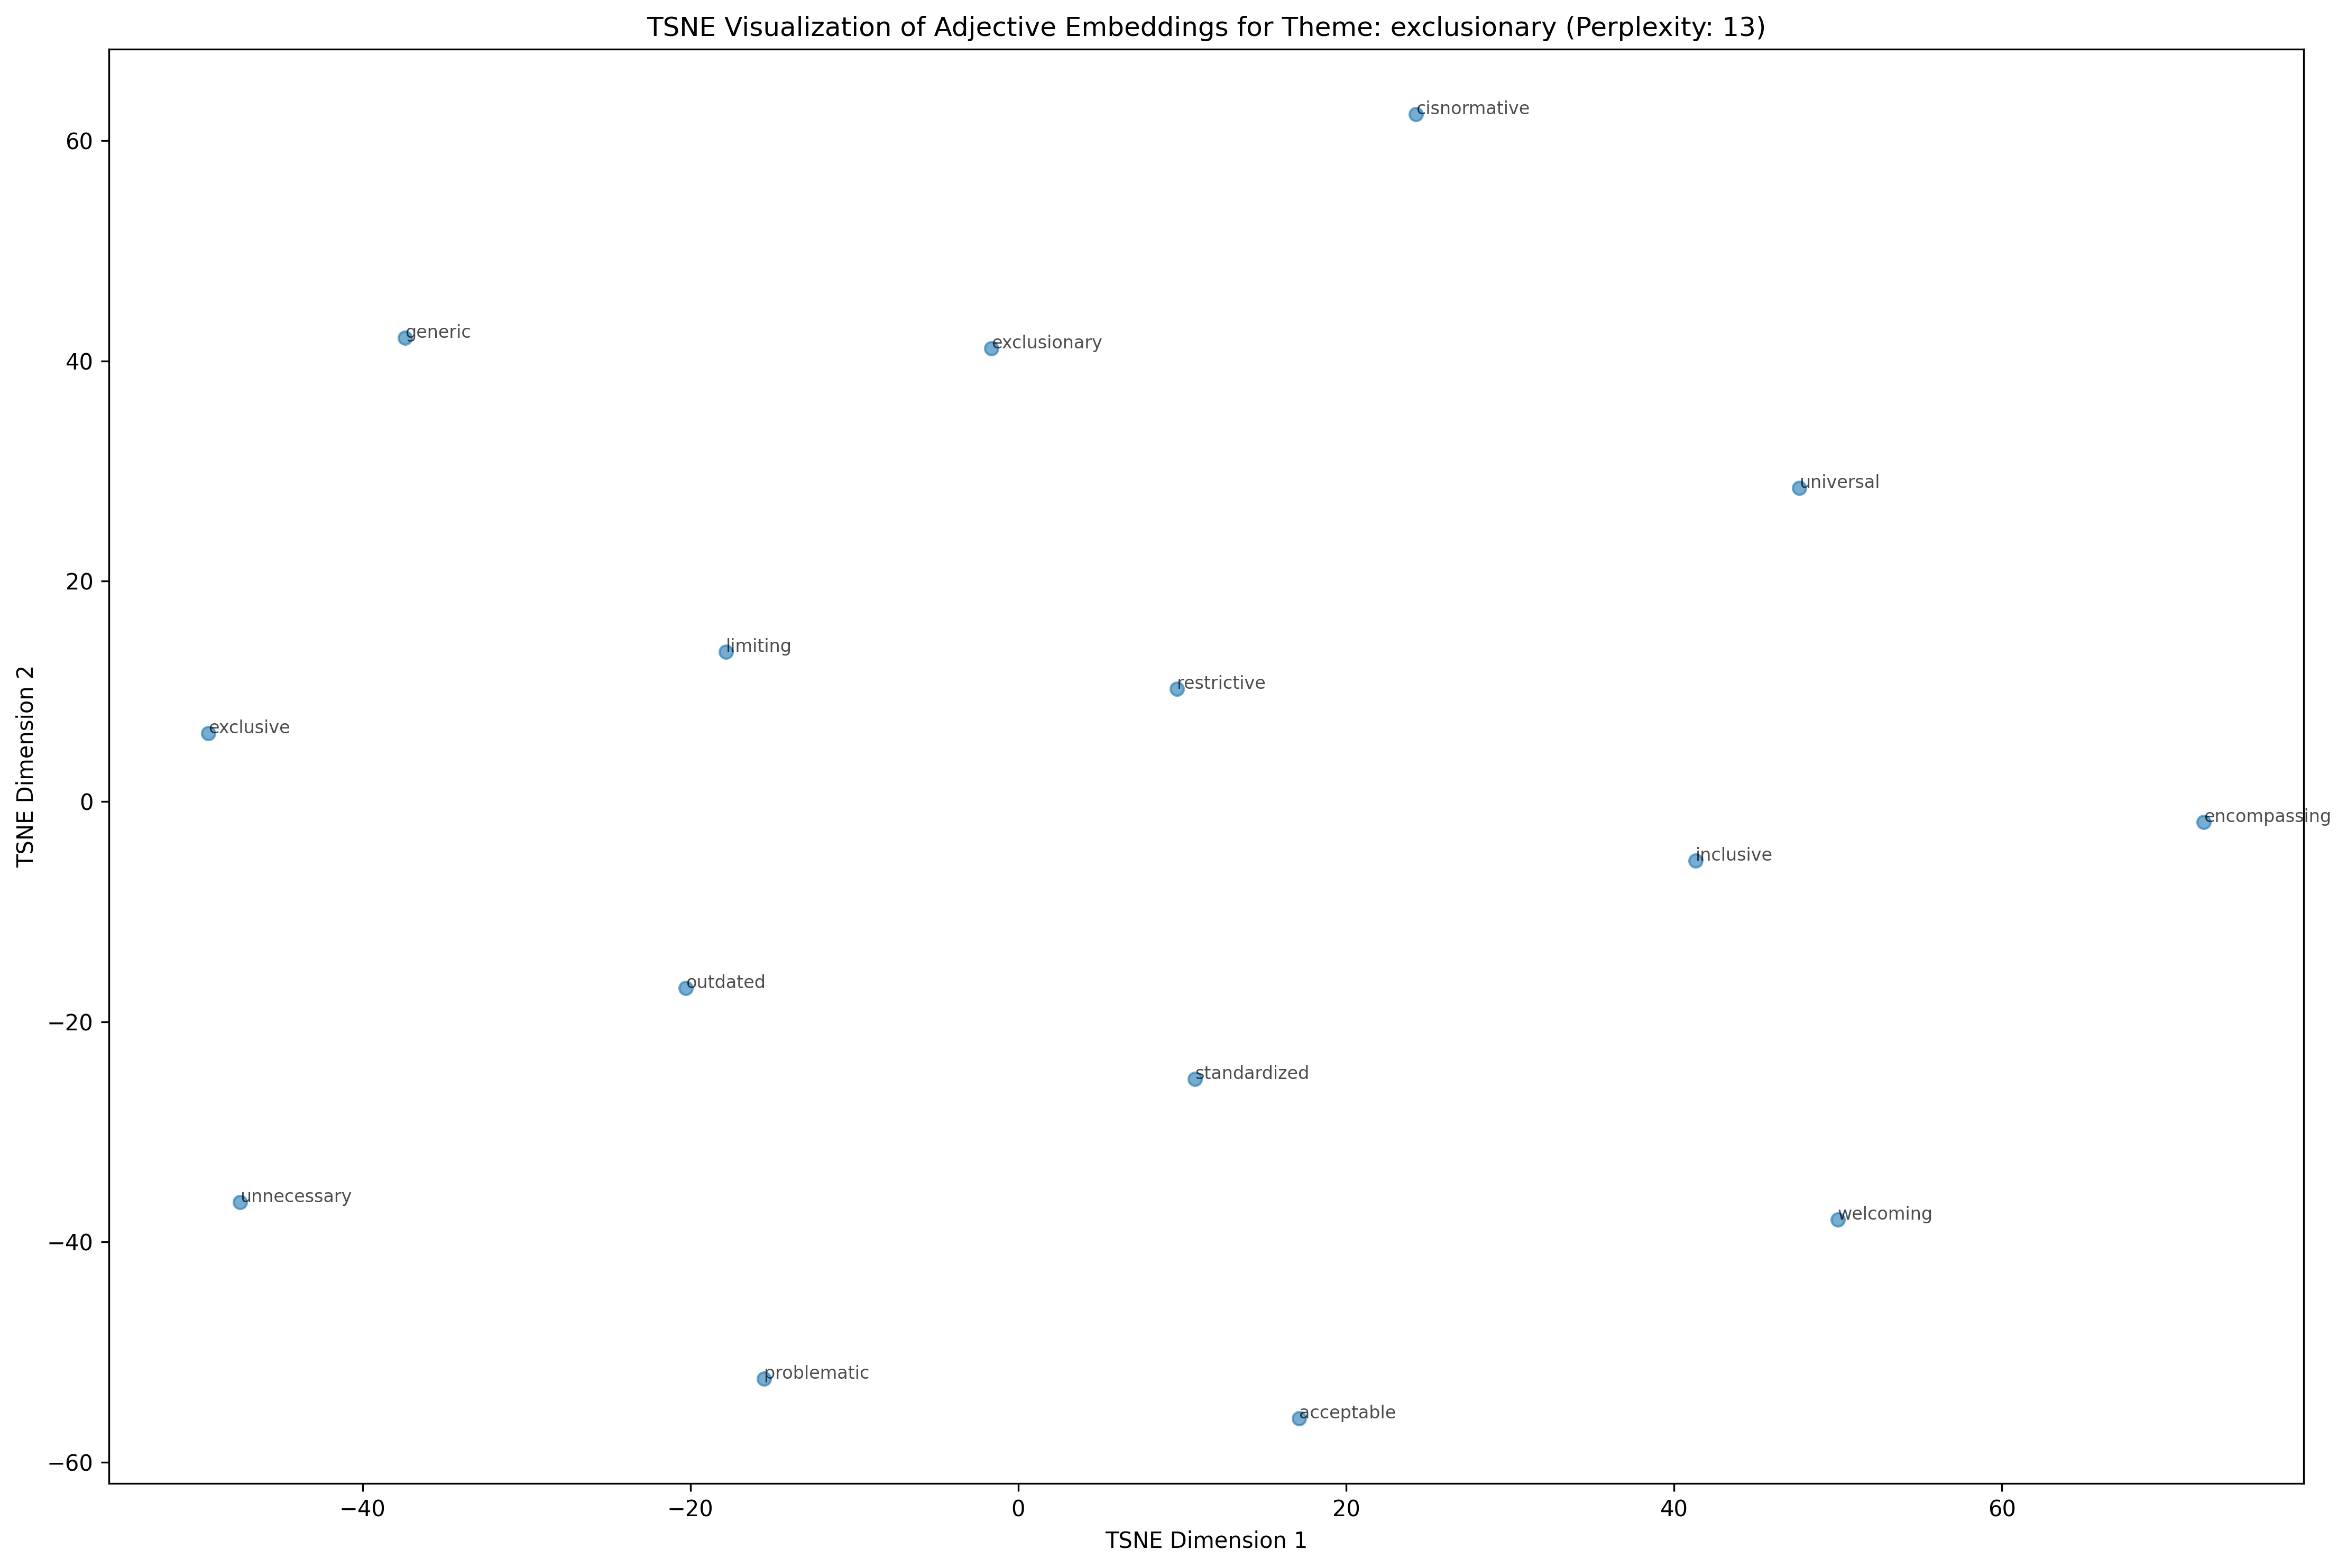 TSNE Visualization of Adjective Embeddings for Theme: exclusionary (Perplexity: 13)
cisnormative
60
generic
exclusionary
40
universal
20
limiting
restrictive
exclusive
TSNE Dimension 2
0
encompassing
inclusive
outdated
−20
standardized
unnecessary
welcoming
−40
problematic
acceptable
−60
−40
−20
0
20
40
60
TSNE Dimension 1